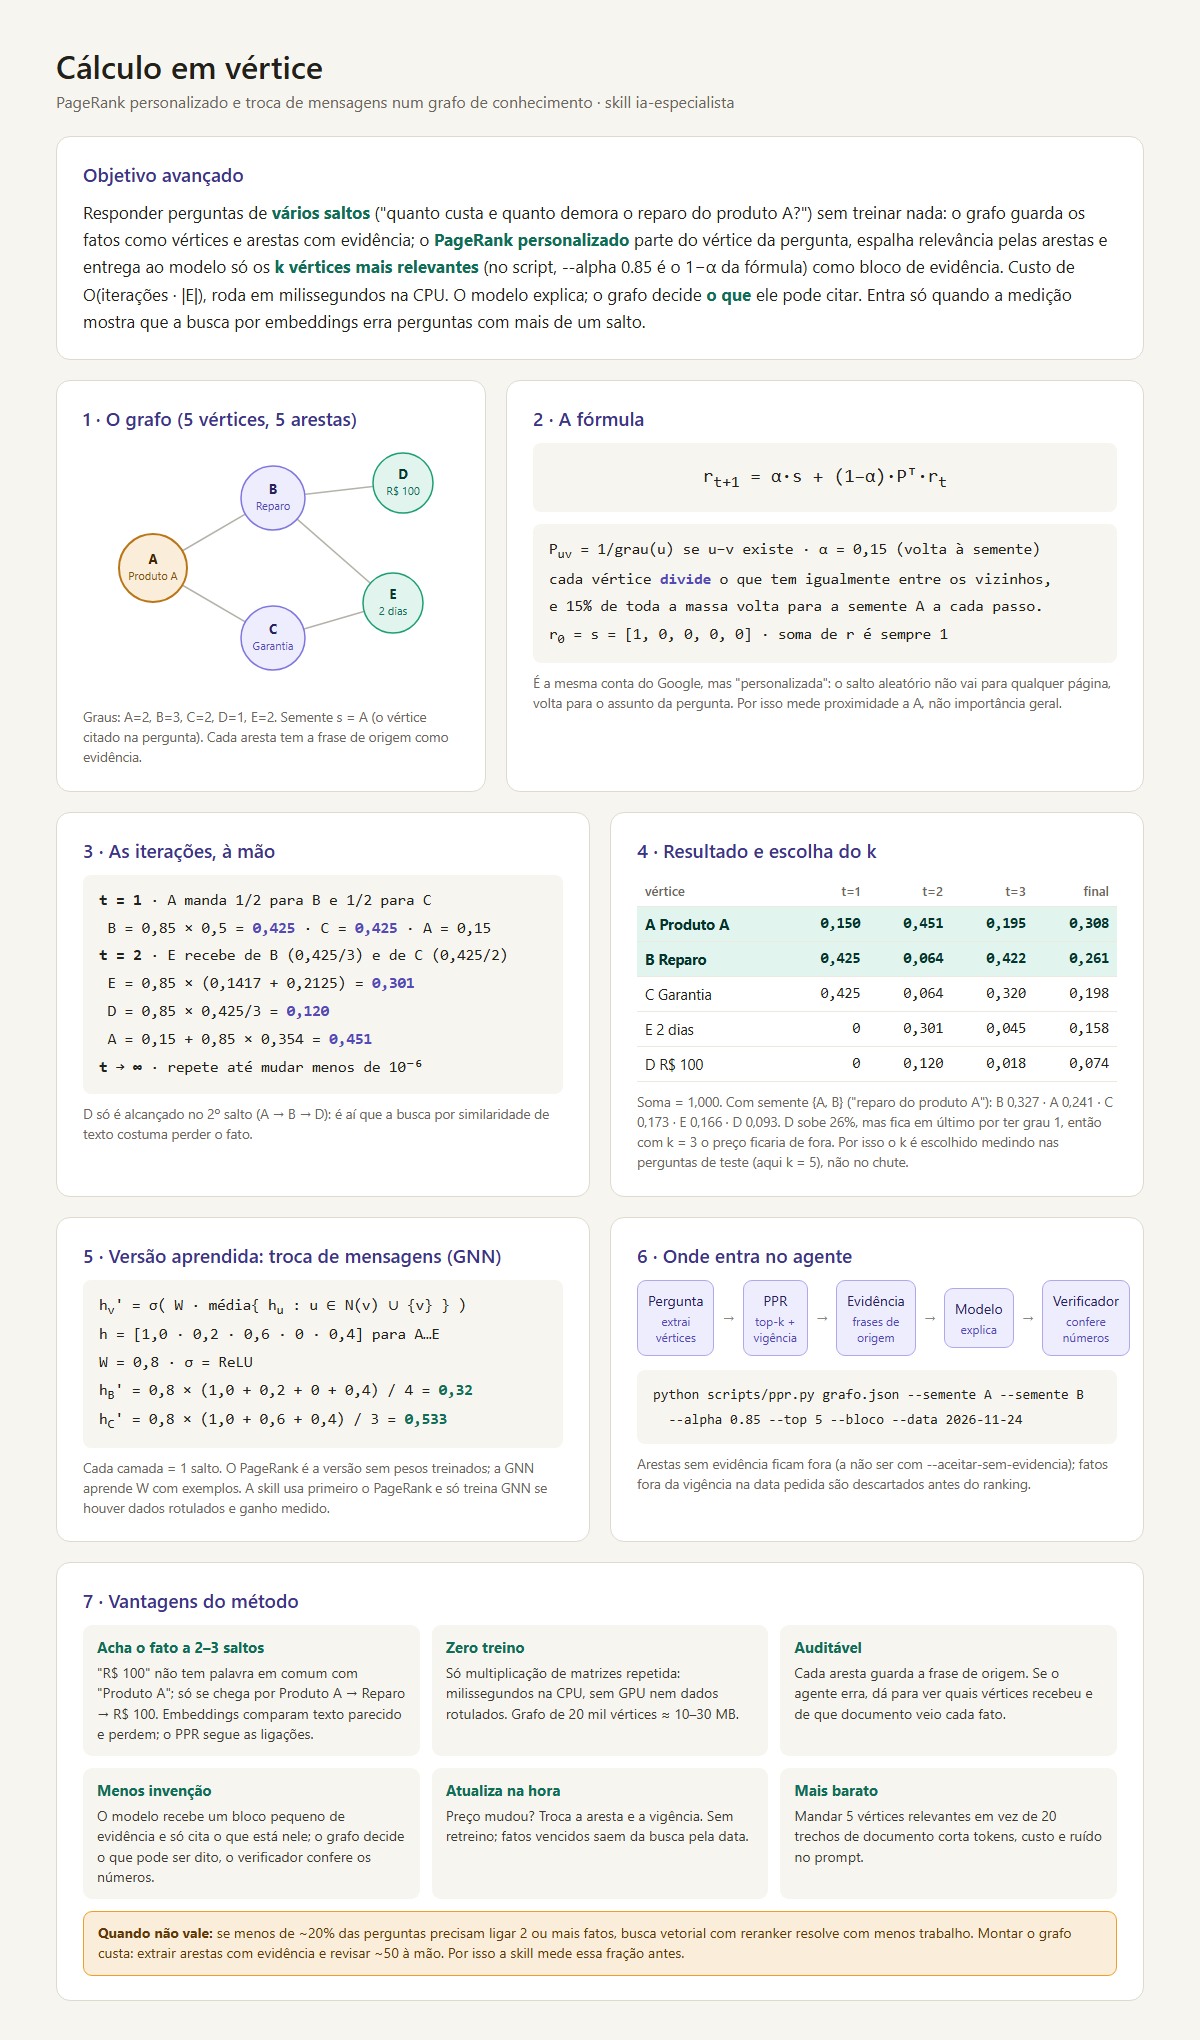 Cálculo em vértice
PageRank personalizado e troca de mensagens num grafo de conhecimento · skill ia-especialista
Objetivo avançado
Responder perguntas de vários saltos ("quanto custa e quanto demora o reparo do produto A?") sem treinar nada: o grafo guarda os
fatos como vértices e arestas com evidência; o PageRank personalizado parte do vértice da pergunta, espalha relevância pelas arestas e
entrega ao modelo só os k vértices mais relevantes (no script, --alpha 0.85 é o 1−α da fórmula) como bloco de evidência. Custo de
O(iterações · |E|), roda em milissegundos na CPU. O modelo explica; o grafo decide o que ele pode citar. Entra só quando a medição
mostra que a busca por embeddings erra perguntas com mais de um salto.
1 · O grafo (5 vértices, 5 arestas)
D
R$ 100
B
Reparo
A
Produto A
E
2 dias
C
Garantia
Graus: A=2, B=3, C=2, D=1, E=2. Semente s = A (o vértice
citado na pergunta). Cada aresta tem a frase de origem como
evidência.
2 · A fórmula
r_{t+1} = α·s + (1−α)·Pᵀ·r_t
P_{uv} = 1/grau(u) se u−v existe · α = 0,15 (volta à semente)
cada vértice divide o que tem igualmente entre os vizinhos,
e 15% de toda a massa volta para a semente A a cada passo.
r₀ = s = [1, 0, 0, 0, 0] · soma de r é sempre 1
É a mesma conta do Google, mas "personalizada": o salto aleatório não vai para qualquer página,
volta para o assunto da pergunta. Por isso mede proximidade a A, não importância geral.
3 · As iterações, à mão
t = 1 · A manda 1/2 para B e 1/2 para C
B = 0,85 × 0,5 = 0,425 · C = 0,425 · A = 0,15
t = 2 · E recebe de B (0,425/3) e de C (0,425/2)
E = 0,85 × (0,1417 + 0,2125) = 0,301
D = 0,85 × 0,425/3 = 0,120
A = 0,15 + 0,85 × 0,354 = 0,451
t → ∞ · repete até mudar menos de 10⁻⁶
D só é alcançado no 2º salto (A → B → D): é aí que a busca por similaridade de
texto costuma perder o fato.
4 · Resultado e escolha do k
vértice t=1 t=2 t=3 final
A Produto A 0,150 0,451 0,195 0,308
B Reparo 0,425 0,064 0,422 0,261
C Garantia 0,425 0,064 0,320 0,198
E 2 dias 0 0,301 0,045 0,158
D R$ 100 0 0,120 0,018 0,074
Soma = 1,000. Com semente {A, B} ("reparo do produto A"): B 0,327 · A 0,241 · C
0,173 · E 0,166 · D 0,093. D sobe 26%, mas fica em último por ter grau 1, então
com k = 3 o preço ficaria de fora. Por isso o k é escolhido medindo nas
perguntas de teste (aqui k = 5), não no chute.
5 · Versão aprendida: troca de mensagens (GNN)
h_v' = σ( W · média{ h_u : u ∈ N(v) ∪ {v} } )
h = [1,0 · 0,2 · 0,6 · 0 · 0,4] para A…E
W = 0,8 · σ = ReLU
h_B' = 0,8 × (1,0 + 0,2 + 0 + 0,4) / 4 = 0,32
h_C' = 0,8 × (1,0 + 0,6 + 0,4) / 3 = 0,533
Cada camada = 1 salto. O PageRank é a versão sem pesos treinados; a GNN
aprende W com exemplos. A skill usa primeiro o PageRank e só treina GNN se
houver dados rotulados e ganho medido.
6 · Onde entra no agente
Pergunta
extrai
vértices
→
PPR
top-k +
vigência
→
Evidência
frases de
origem
→
Modelo
explica
→
Verificador
confere
números
python scripts/ppr.py grafo.json --semente A --semente B
--alpha 0.85 --top 5 --bloco --data 2026-11-24
Arestas sem evidência ficam fora (a não ser com --aceitar-sem-evidencia); fatos
fora da vigência na data pedida são descartados antes do ranking.
7 · Vantagens do método
Acha o fato a 2–3 saltos
"R$ 100" não tem palavra em comum com
"Produto A"; só se chega por Produto A → Reparo
→ R$ 100. Embeddings comparam texto parecido
e perdem; o PPR segue as ligações.
Zero treino
Só multiplicação de matrizes repetida:
milissegundos na CPU, sem GPU nem dados
rotulados. Grafo de 20 mil vértices ≈ 10–30 MB.
Auditável
Cada aresta guarda a frase de origem. Se o
agente erra, dá para ver quais vértices recebeu e
de que documento veio cada fato.
Menos invenção
O modelo recebe um bloco pequeno de
evidência e só cita o que está nele; o grafo decide
o que pode ser dito, o verificador confere os
números.
Atualiza na hora
Preço mudou? Troca a aresta e a vigência. Sem
retreino; fatos vencidos saem da busca pela data.
Mais barato
Mandar 5 vértices relevantes em vez de 20
trechos de documento corta tokens, custo e ruído
no prompt.
Quando não vale: se menos de ~20% das perguntas precisam ligar 2 ou mais fatos, busca vetorial com reranker resolve com menos trabalho. Montar o grafo
custa: extrair arestas com evidência e revisar ~50 à mão. Por isso a skill mede essa fração antes.